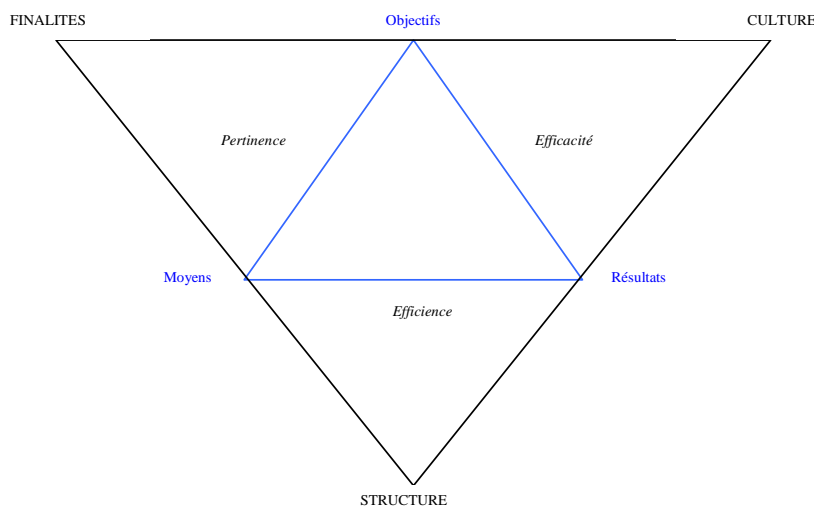 FINALITES
Objectifs
CULTURE
Pertinence
Efficacité
Moyens
Résultats
Efficience
STRUCTURE